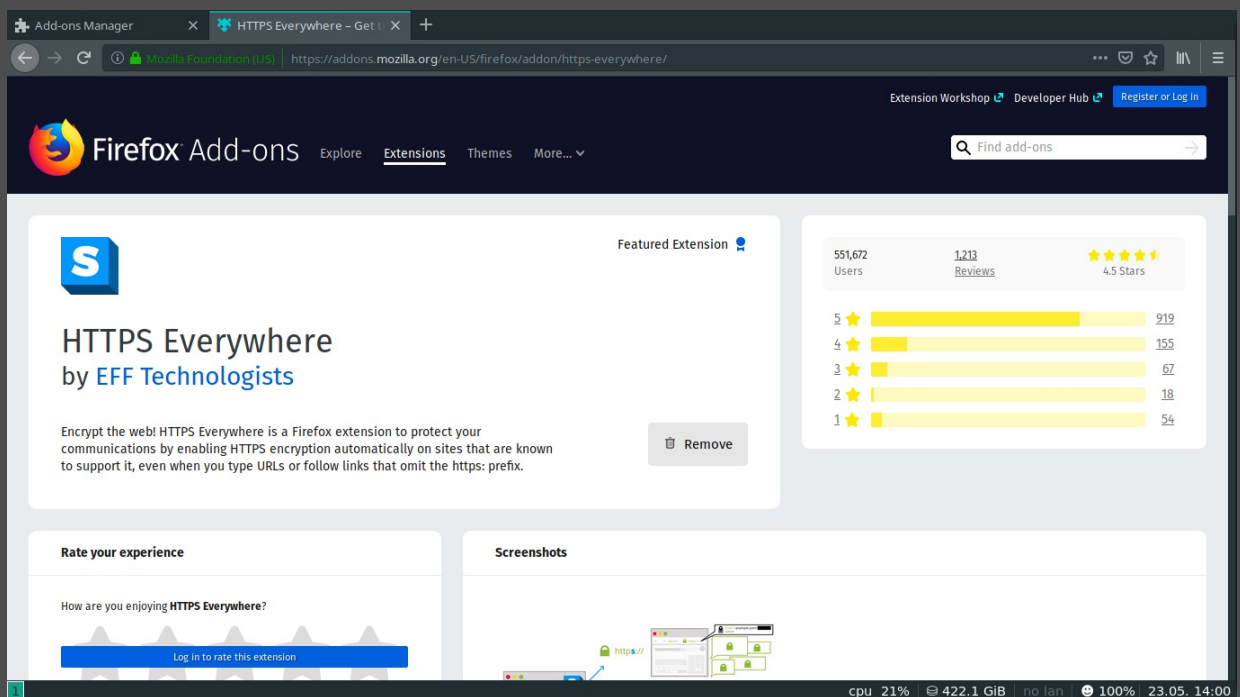 Add-ons Manager
HTTPS Everywhere – Get t
Mozilla Foundation (US)
https://addons.mozilla.org/en-US/firefox/addon/https-everywhere/
Extension Workshop
Developer Hub
Register or Log in
Firefox Add-ons
Explore
Extensions
Themes
More...
Find add-ons
Featured Extension
S
HTTPS Everywhere
by EFF Technologists
Encrypt the web! HTTPS Everywhere is a Firefox extension to protect your
communications by enabling HTTPS encryption automatically on sites that are known
to support it, even when you type URLs or follow links that omit the https: prefix.
Remove
551,672
Users
1,213
Reviews
4.5 Stars
5 919
4 155
3 67
2 18
1 54
Rate your experience
How are you enjoying HTTPS Everywhere?
Log in to rate this extension
Screenshots
https://
1
cpu 21% 422.1 GiB no lan 100% 23.05. 14:00